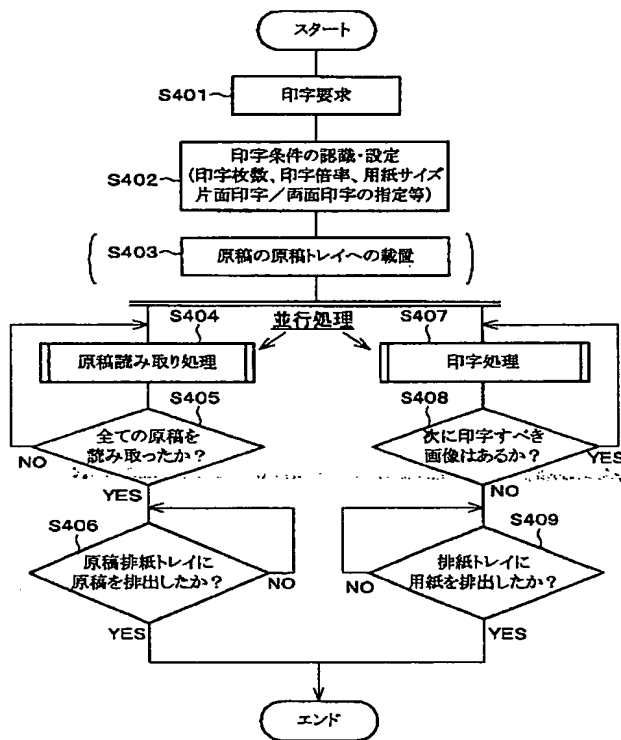 スタート
S401
印字要求
S402
印字条件の認識・設定
(印字枚数、印字倍率、用紙サイズ
片面印字／両面印字の指定等)
S403
原稿の原稿トレイへの載置
S404
並行処理
S407
原稿読み取り処理
印字処理
S405
S408
全ての原稿を
読み取ったか？
次に印字すべき
画像はあるか？
NO
YES
YES
NO
S406
S409
原稿排紙トレイに
原稿を排出したか？
排紙トレイに
用紙を排出したか？
NO
NO
YES
YES
エンド